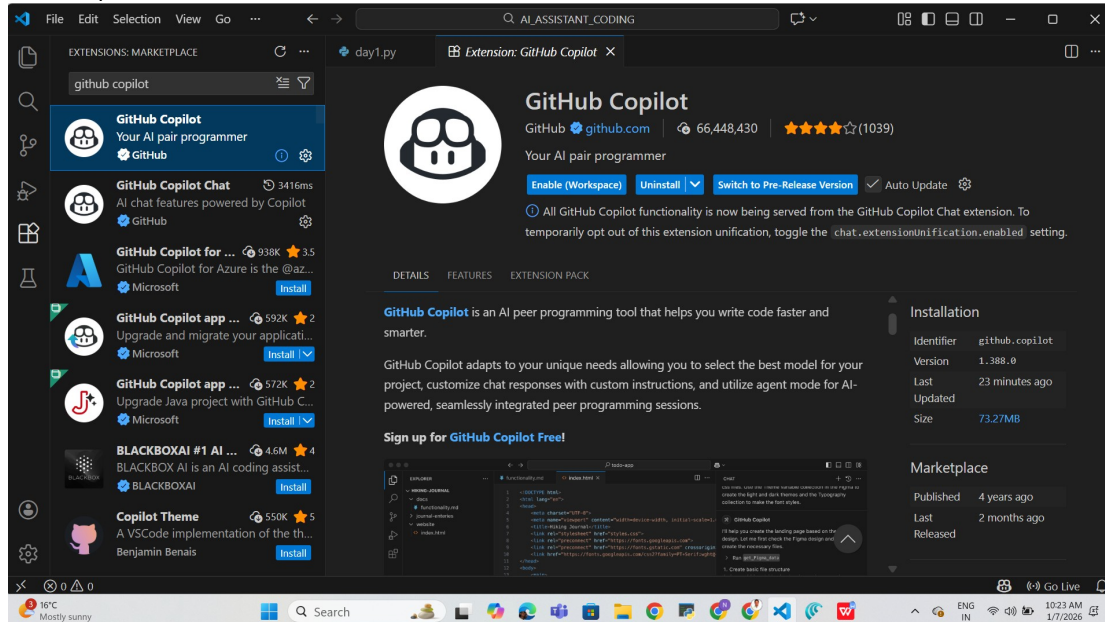 File Edit Selection View Go ...
AI_ASSISTANT_CODING
EXTENSIONS: MARKETPLACE
github copilot
GitHub Copilot
Your AI pair programmer
GitHub
GitHub Copilot Chat 3416ms
AI chat features powered by Copilot
GitHub
GitHub Copilot for ... 938K 3.5
GitHub Copilot for Azure is the @az...
Microsoft Install
GitHub Copilot app ... 592K 2
Upgrade and migrate your applicati...
Microsoft Install
GitHub Copilot app ... 572K 2
Upgrade Java project with GitHub C...
Microsoft Install
BLACKBOXAI #1 AI ... 4.6M 4
BLACKBOX AI is an AI coding assist...
BLACKBOXAI Install
Copilot Theme 550K 5
A VSCode implementation of the th...
Benjamin Benais Install
day1.py Extension: GitHub Copilot
GitHub Copilot
GitHub github.com 66,448,430 (1039)
Your AI pair programmer
Enable (Workspace) Uninstall Switch to Pre-Release Version Auto Update
All GitHub Copilot functionality is now being served from the GitHub Copilot Chat extension. To
temporarily opt out of this extension unification, toggle the chat.extensionUnification.enabled setting.
DETAILS FEATURES EXTENSION PACK
GitHub Copilot is an AI peer programming tool that helps you write code faster and
smarter.
GitHub Copilot adapts to your unique needs allowing you to select the best model for your
project, customize chat responses with custom instructions, and utilize agent mode for AI-
powered, seamlessly integrated peer programming sessions.
Sign up for GitHub Copilot Free!
Installation
Identifier github.copilot
Version 1.388.0
Last 23 minutes ago
Updated
Size 73.27MB
Marketplace
Published 4 years ago
Last 2 months ago
Released
0 0
Go Live
16°C
Mostly sunny
Search
ENG
IN
10:23 AM
1/7/2026